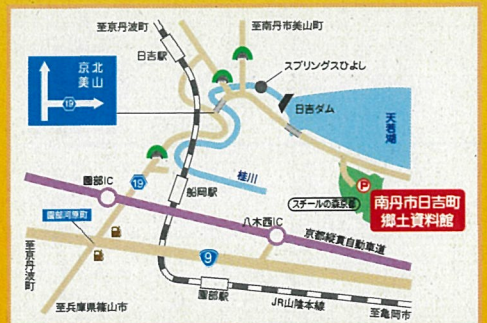 至京丹波町
至南丹市美山町
日吉駅
スプリングスひよし
京北
美山
19
日吉ダム
天若湖
桂川
園部IC
19
船岡駅
P
スチールの森京都
南丹市日吉町
郷土資料館
園部河原町
八木西IC
京都縦貫自動車道
至京丹波町
9
園部駅
JR山陰本線
至兵庫県篠山市
至亀岡市